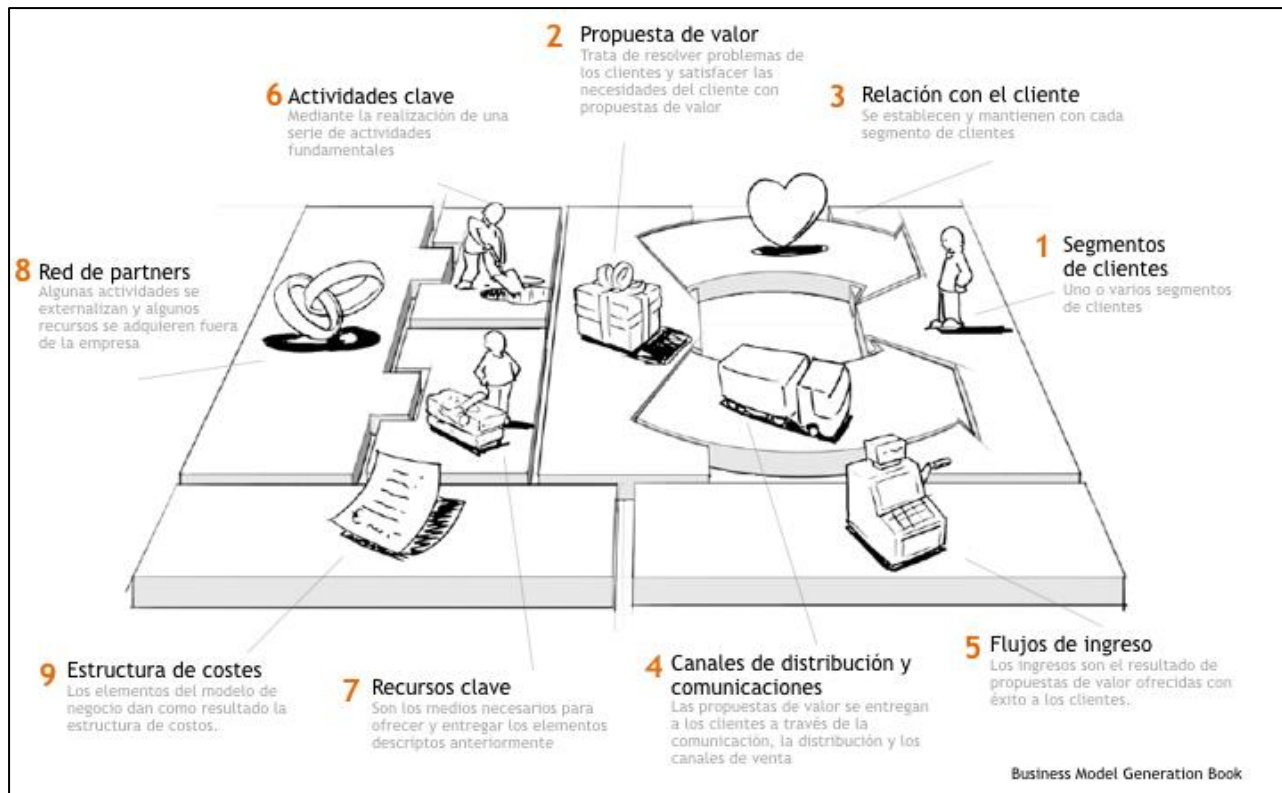 2 Propuesta de valor
Trata de resolver problemas de
los clientes y satisfacer las
necesidades del cliente con
propuestas de valor
6 Actividades clave
Mediante la realización de una
serie de actividades
fundamentales
3 Relación con el cliente
Se establecen y mantienen con cada
segmento de clientes
1 Segmentos
de clientes
Uno o varios segmentos
de clientes
8 Red de partners
Algunas actividades se
externalizan y algunos
recursos se adquieren fuera
de la empresa
9 Estructura de costes
Los elementos del modelo de
negocio dan como resultado la
estructura de costos.
7 Recursos clave
Son los medios necesarios para
ofrecer y entregar los elementos
descriptos anteriormente
4 Canales de distribución y
comunicaciones
Las propuestas de valor se entregan
a los clientes a través de la
comunicación, la distribución y los
canales de venta
5 Flujos de ingreso
Los ingresos son el resultado de
propuestas de valor ofrecidas con
éxito a los clientes.
Business Model Generation Book